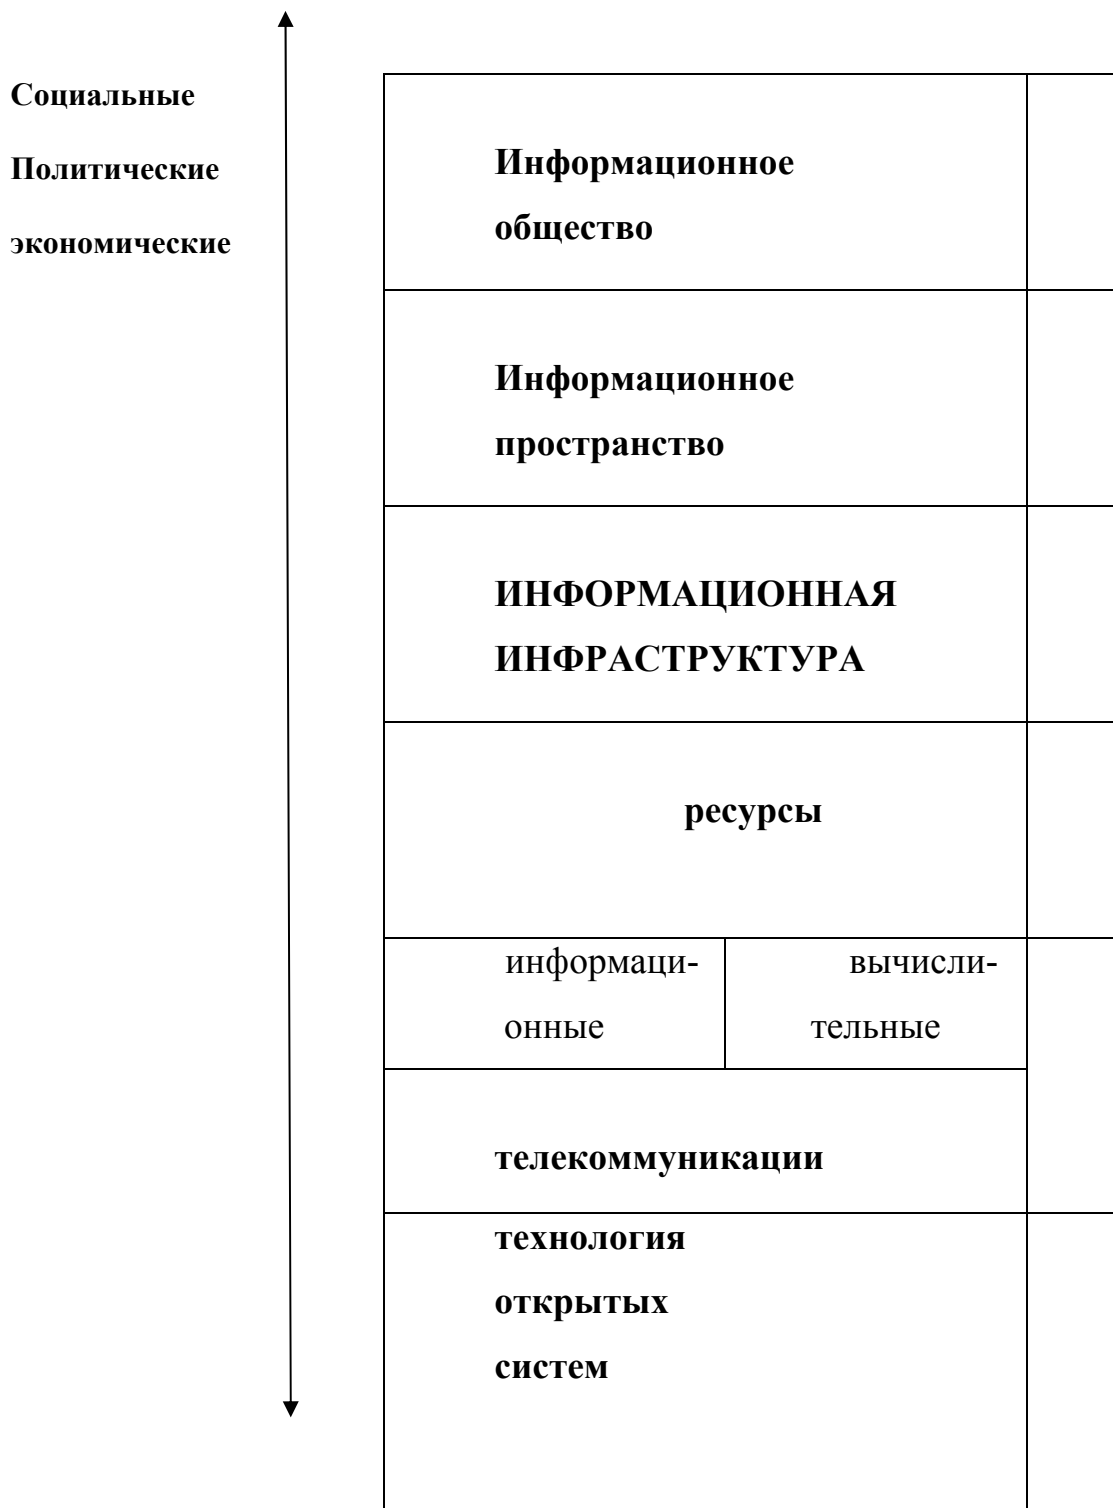 Социальные
Политические
экономические
Информационное
общество
Информационное
пространство
ИНФОРМАЦИОННАЯ
ИНФРАСТРУКТУРА
ресурсы
информаци-
онные
вычисли-
тельные
телекоммуникации
технология
открытых
систем